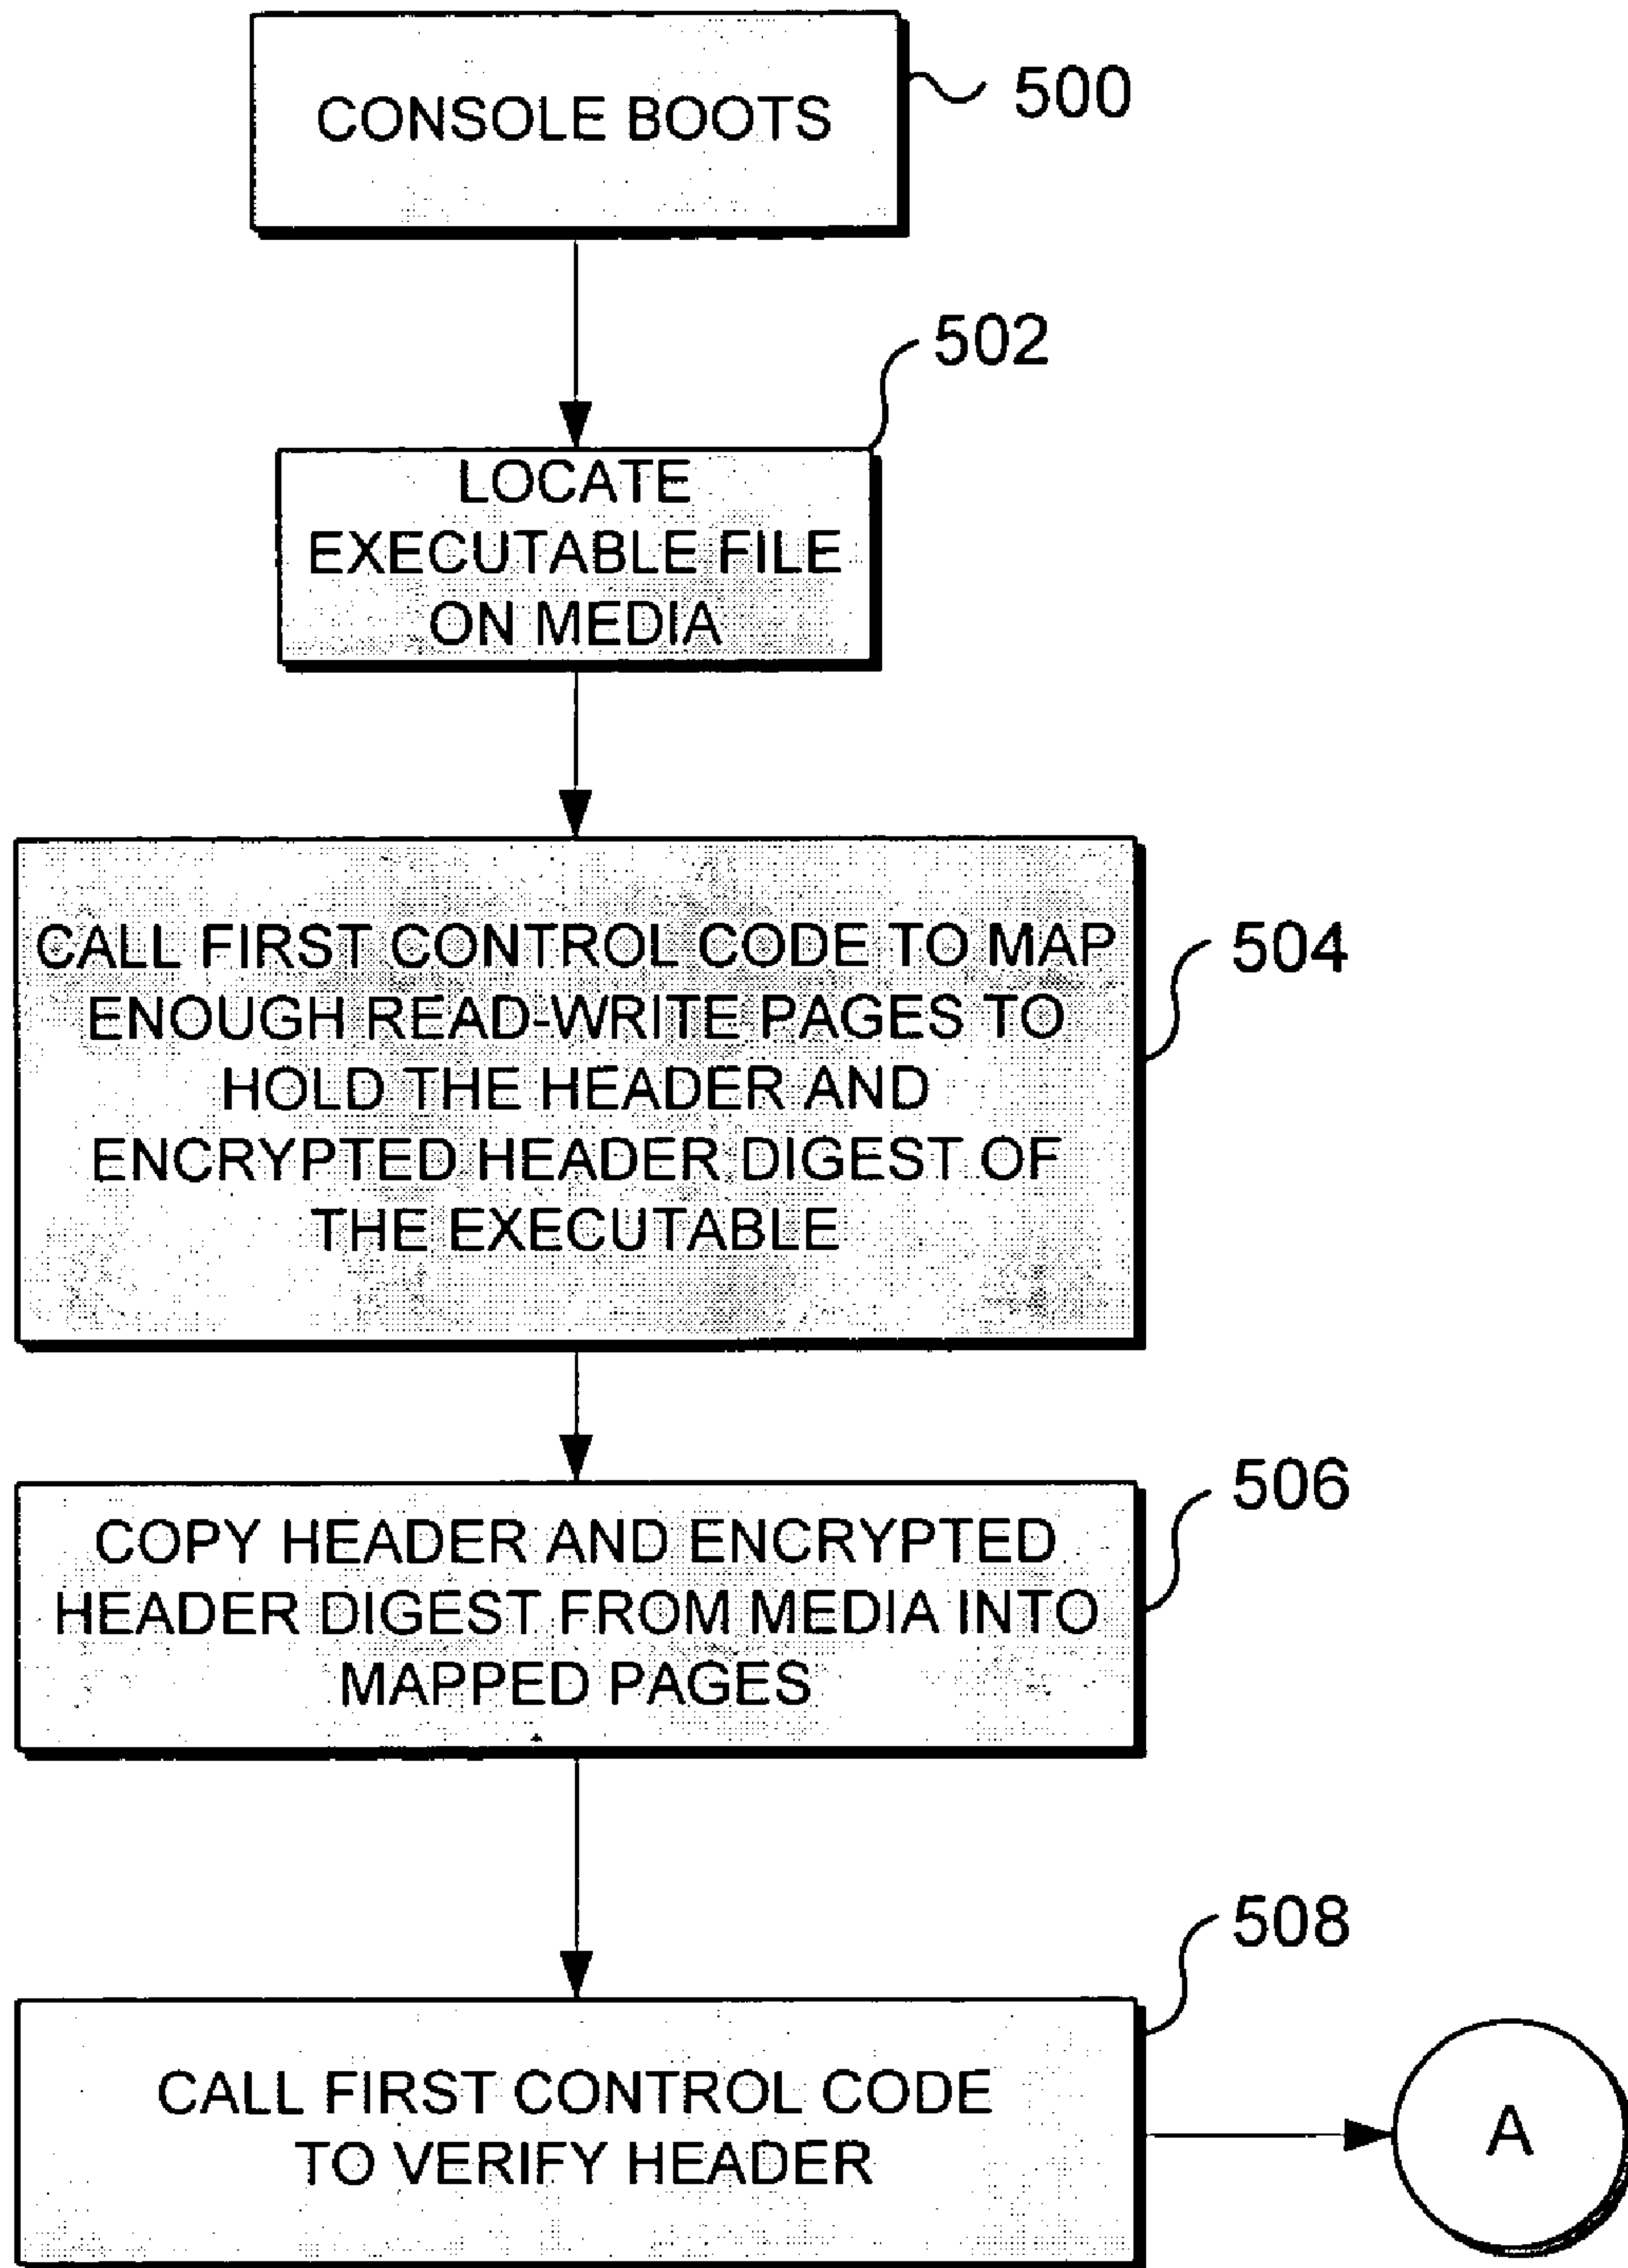 CONSOLE BOOTS
500
502
LOCATE
EXECUTABLE FILE
ON MEDIA
CALL FIRST CONTROL CODE TO MAP
ENOUGH READ-WRITE PAGES TO
HOLD THE HEADER AND
ENCRYPTED HEADER DIGEST OF
THE EXECUTABLE
504
COPY HEADER AND ENCRYPTED
HEADER DIGEST FROM MEDIA INTO
MAPPED PAGES
506
CALL FIRST CONTROL CODE
TO VERIFY HEADER
508
A